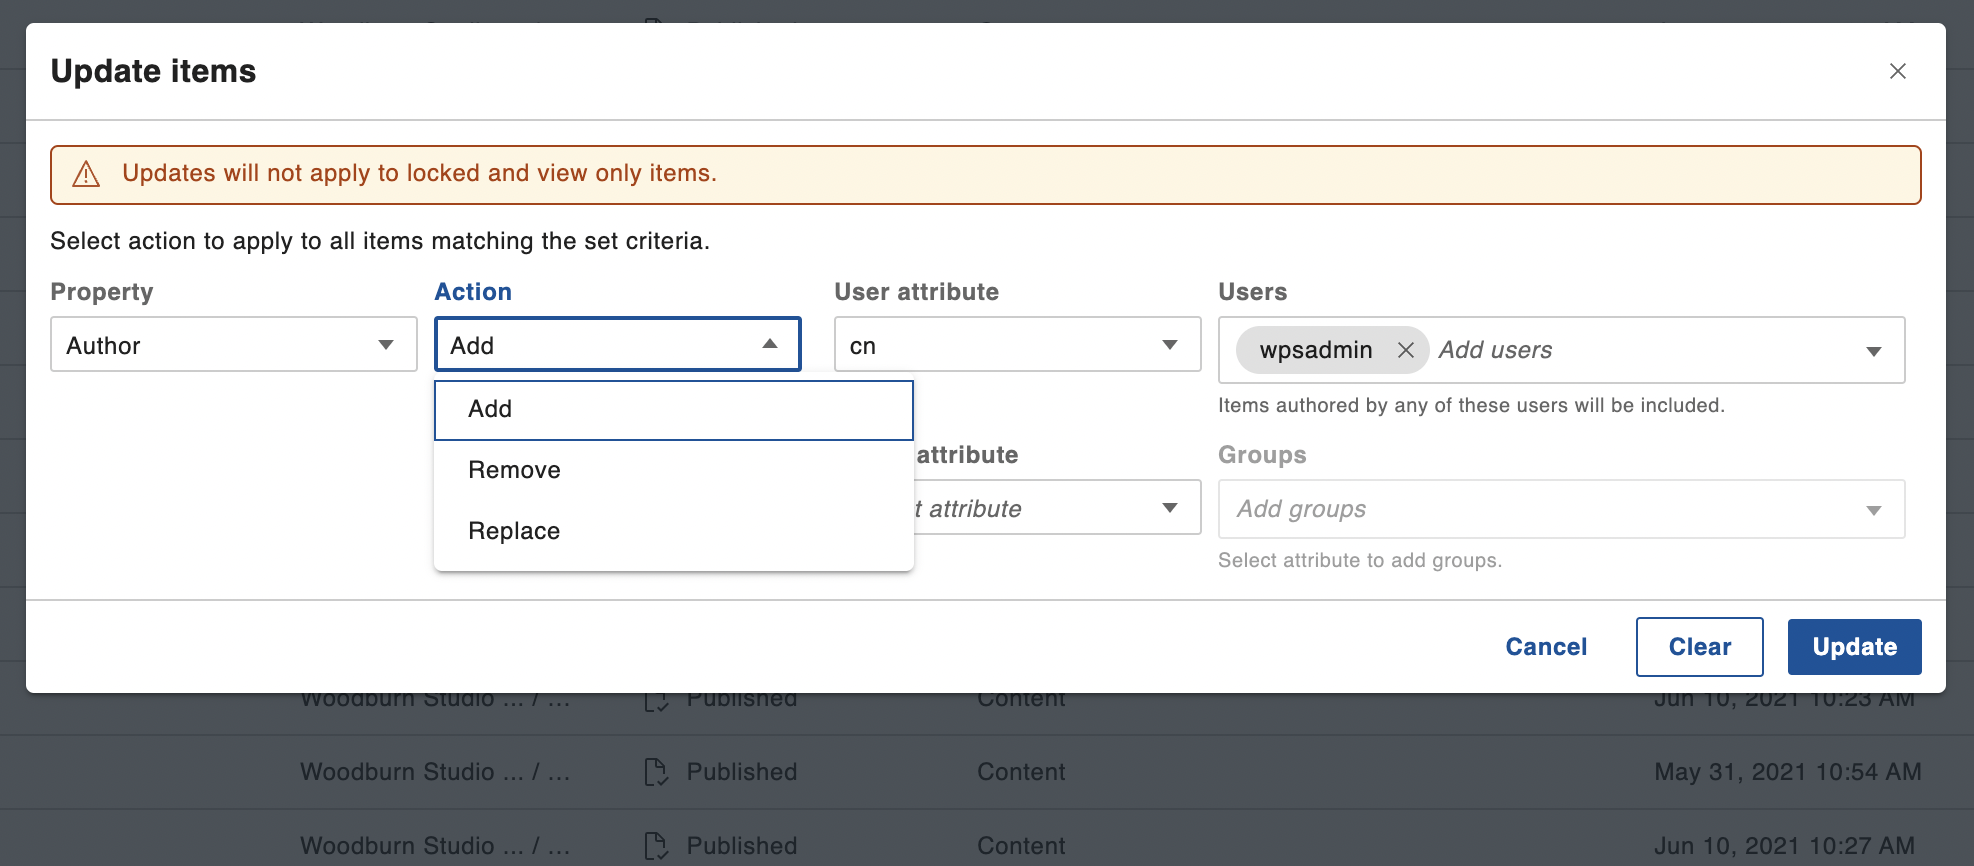 Update items
Updates will not apply to locked and view only items.
Select action to apply to all items matching the set criteria.
Property
Action
User attribute
Users
Author
Add
cn
wpsadmin
Add users
Items authored by any of these users will be included.
Add
Remove
Replace
attribute
Groups
t attribute
Add groups
Select attribute to add groups.
Cancel
Clear
Update
Woodburn Studio ... / ... Published Content Jun 10, 2021 10:23 AM
Woodburn Studio ... / ... Published Content May 31, 2021 10:54 AM
Woodburn Studio ... / ... Published Content Jun 10, 2021 10:27 AM